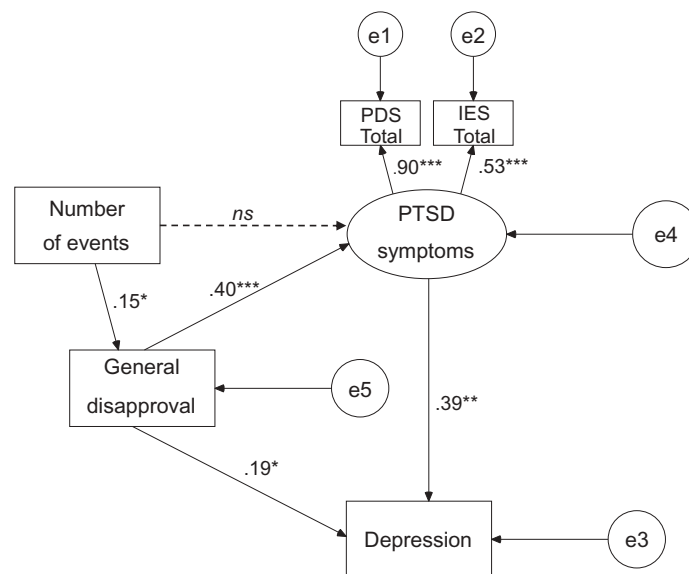 e1
e2
PDS
Total
IES
Total
.90***
.53***
Number
of events
ns
PTSD
symptoms
e4
.15*
.40***
General
disapproval
e5
.39**
.19*
Depression
e3